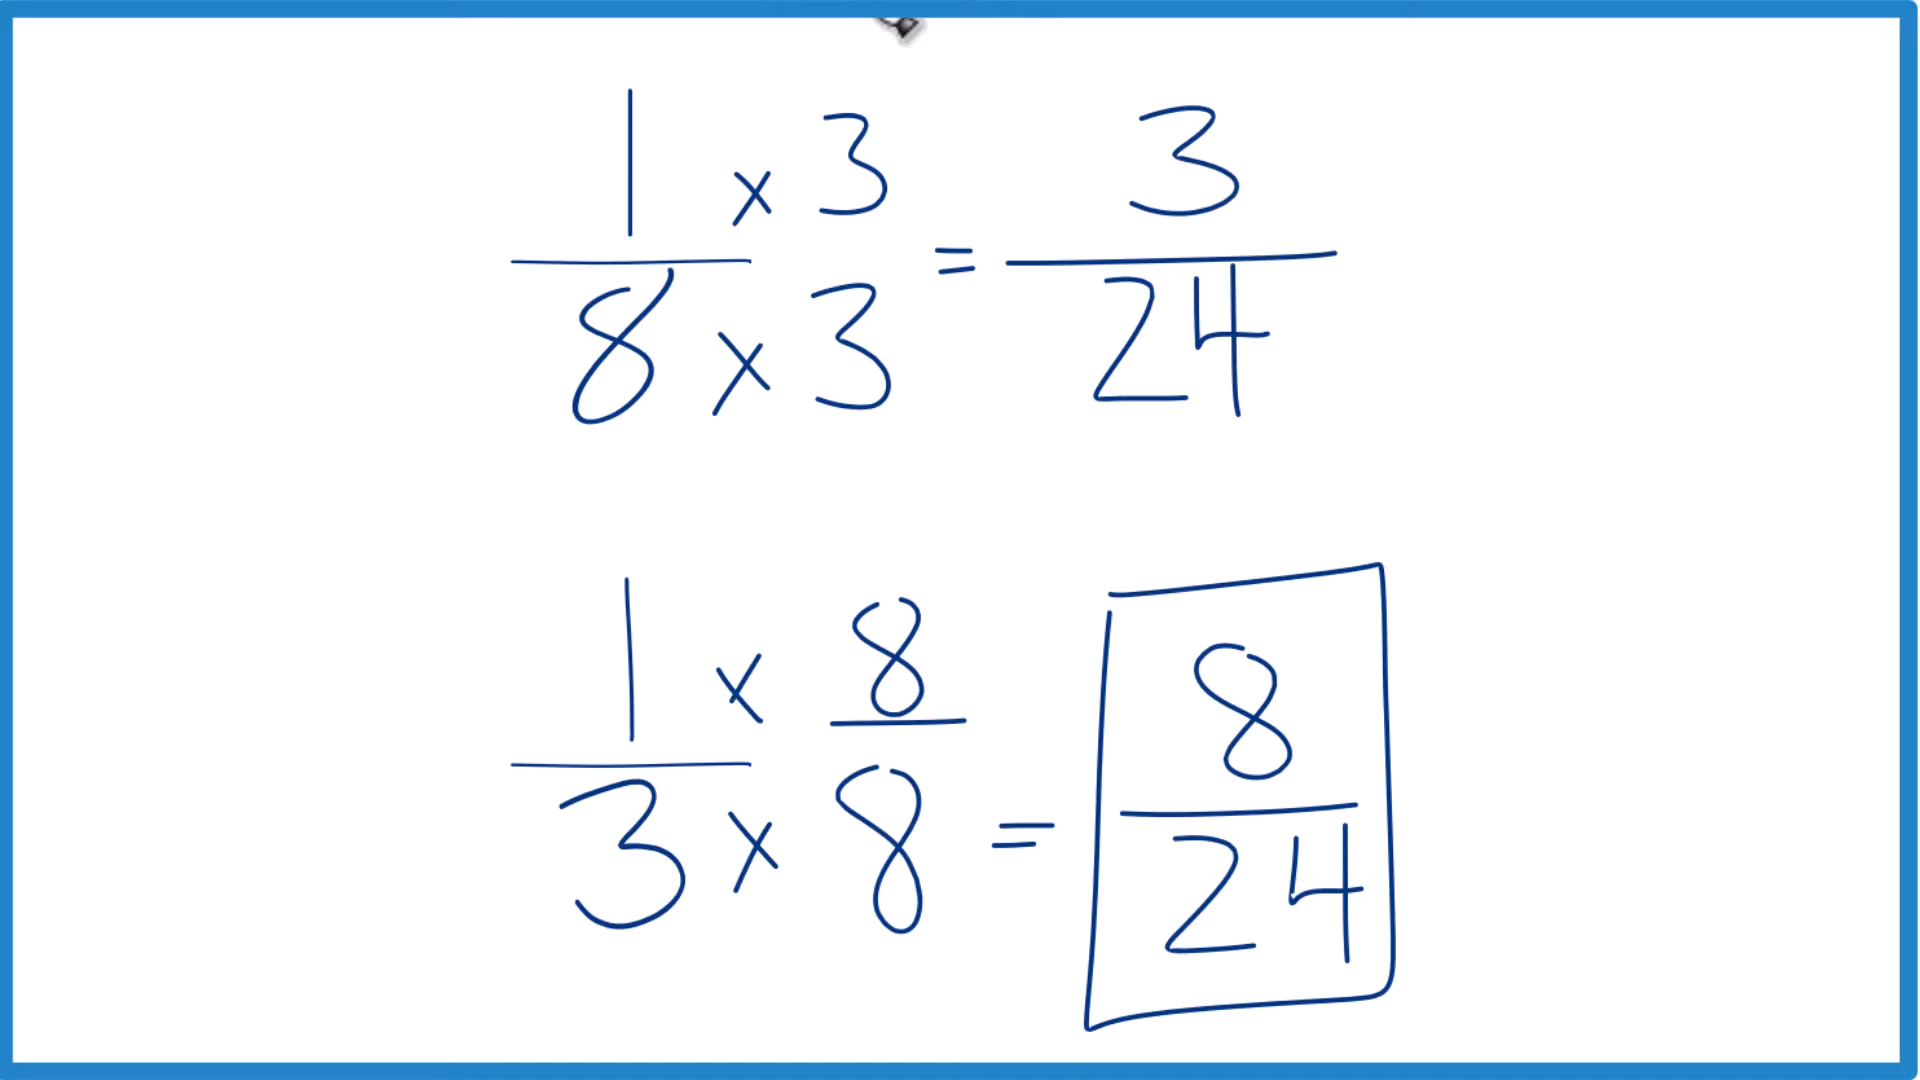 1 × 3 = 3
8 × 3 24
1 × 8 8
3 × 8 = 24